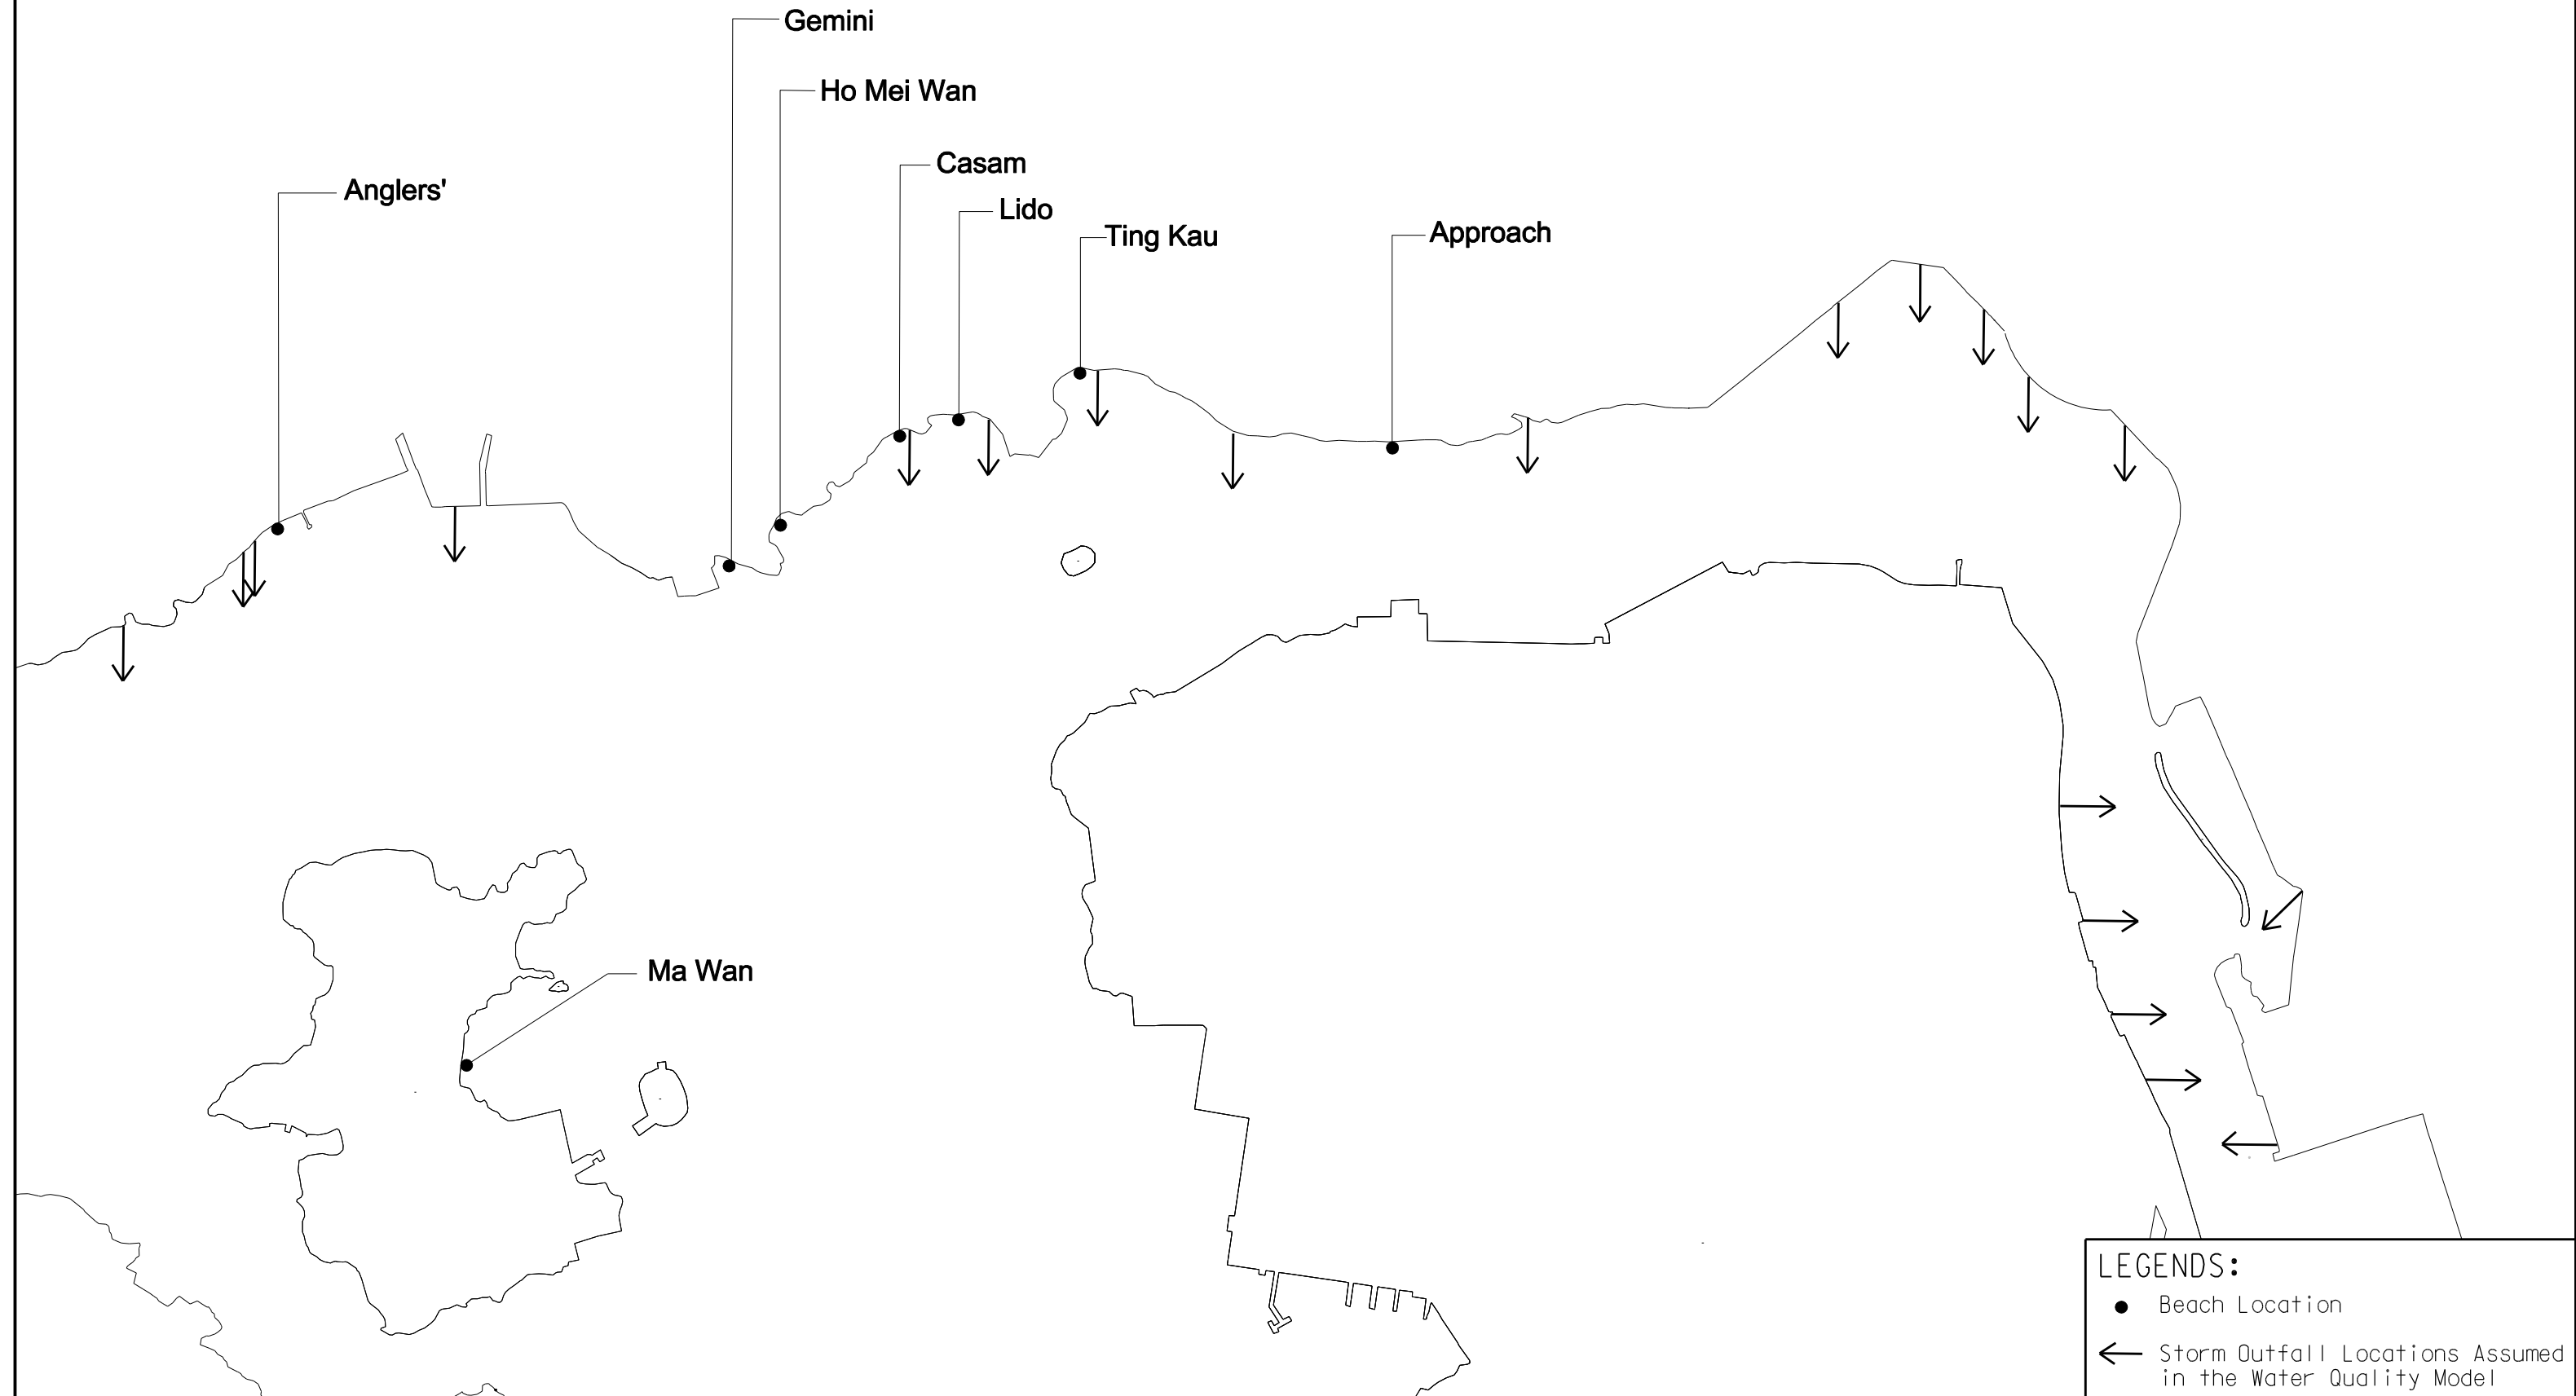 Gemini
Ho Mei Wan
Casam
Anglers'
Lido
Ting Kau
Approach
Ma Wan
LEGENDS:
Beach Location
Storm Outfall Locations Assumed
in the Water Quality Model